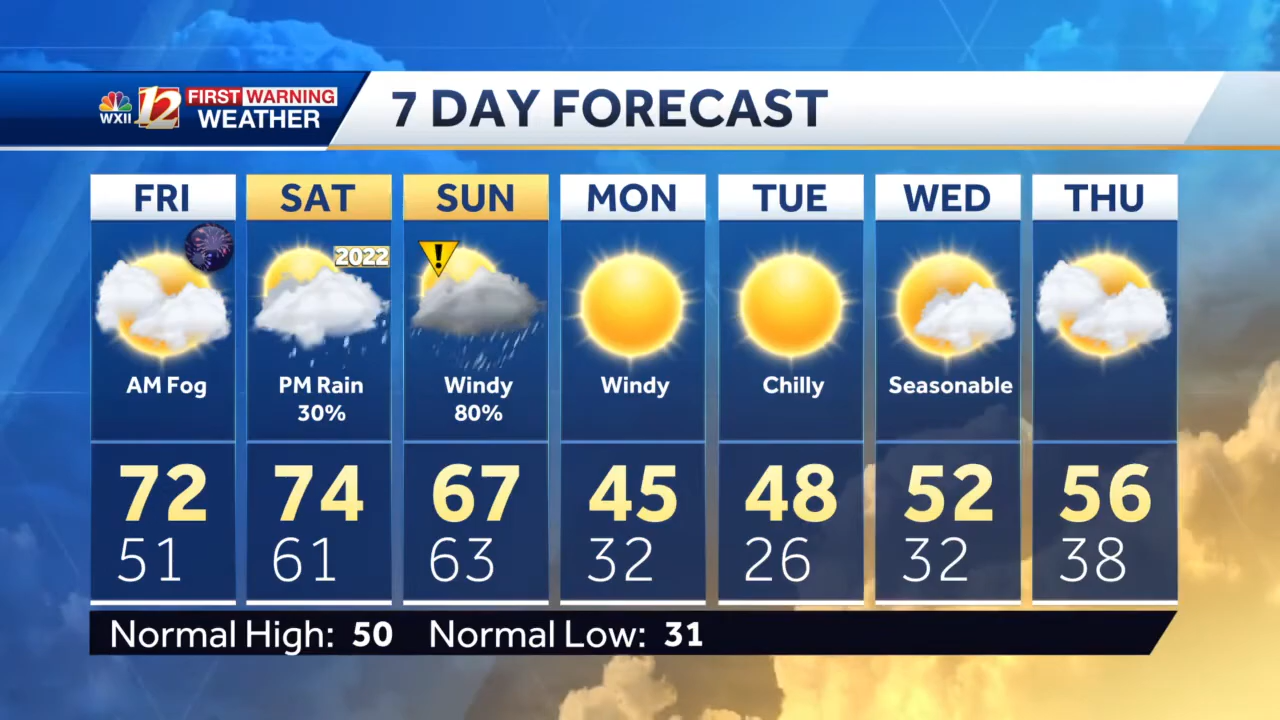 WXII 12 FIRST WARNING
WEATHER
7 DAY FORECAST
FRI
AM Fog
72
51
SAT
2022
PM Rain
30%
74
61
SUN
!
Windy
80%
67
63
MON
Windy
45
32
TUE
Chilly
48
26
WED
Seasonable
52
32
THU
56
38
Normal High: 50 Normal Low: 31